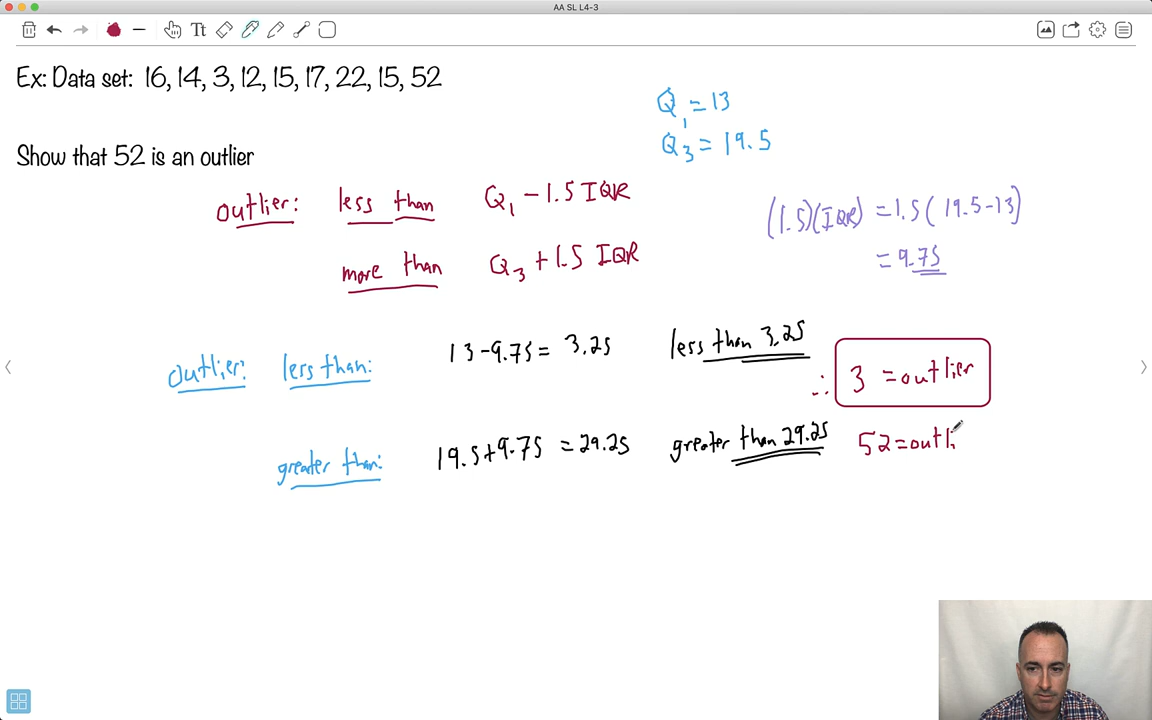 AA SL L4-3
Tt
Ex: Data set: 16, 14, 3, 12, 15, 17, 22, 15, 52
Q₁ = 13
Q₃ = 19.5
Show that 52 is an outlier
outlier: less than Q₁ - 1.5 IQR
more than Q₃ + 1.5 IQR
(1.5)(IQR) = 1.5(19.5-13)
= 9.75
outlier: less than: 13-9.75= 3.25 less than 3.25
∴ 3 = outlier
greater than: 19.5+9.75 = 29.25 greater than 29.25 52=outli